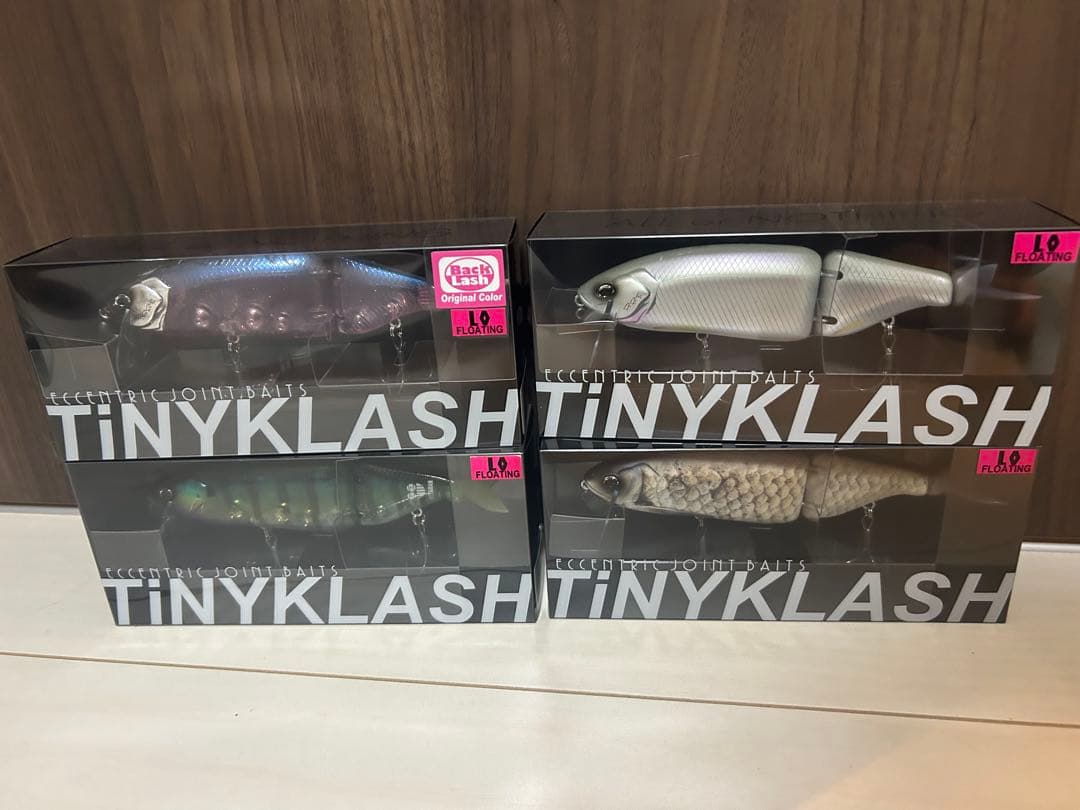 Back
Lash
Original Color
LO
FLOATING
ECCENTRIC JOINT BAITS
TiNYKLASH
LO
FLOATING
ECCENTRIC JOINT BAITS
TiNYKLASH
LO
FLOATING
ECCENTRIC JOINT BAITS
TiNYKLASH
LO
FLOATING
ECCENTRIC JOINT BAITS
TiNYKLASH